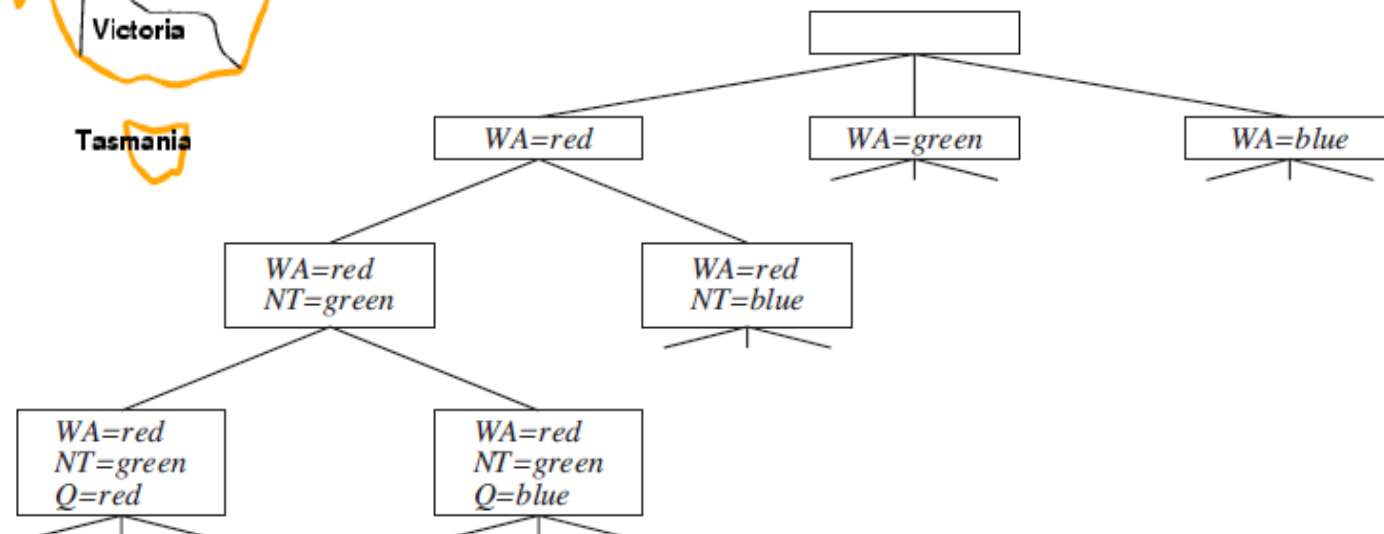 Victoria
Tasmania
WA=red
WA=green
WA=blue
WA=red
NT=green
WA=red
NT=blue
WA=red
NT=green
Q=red
WA=red
NT=green
Q=blue